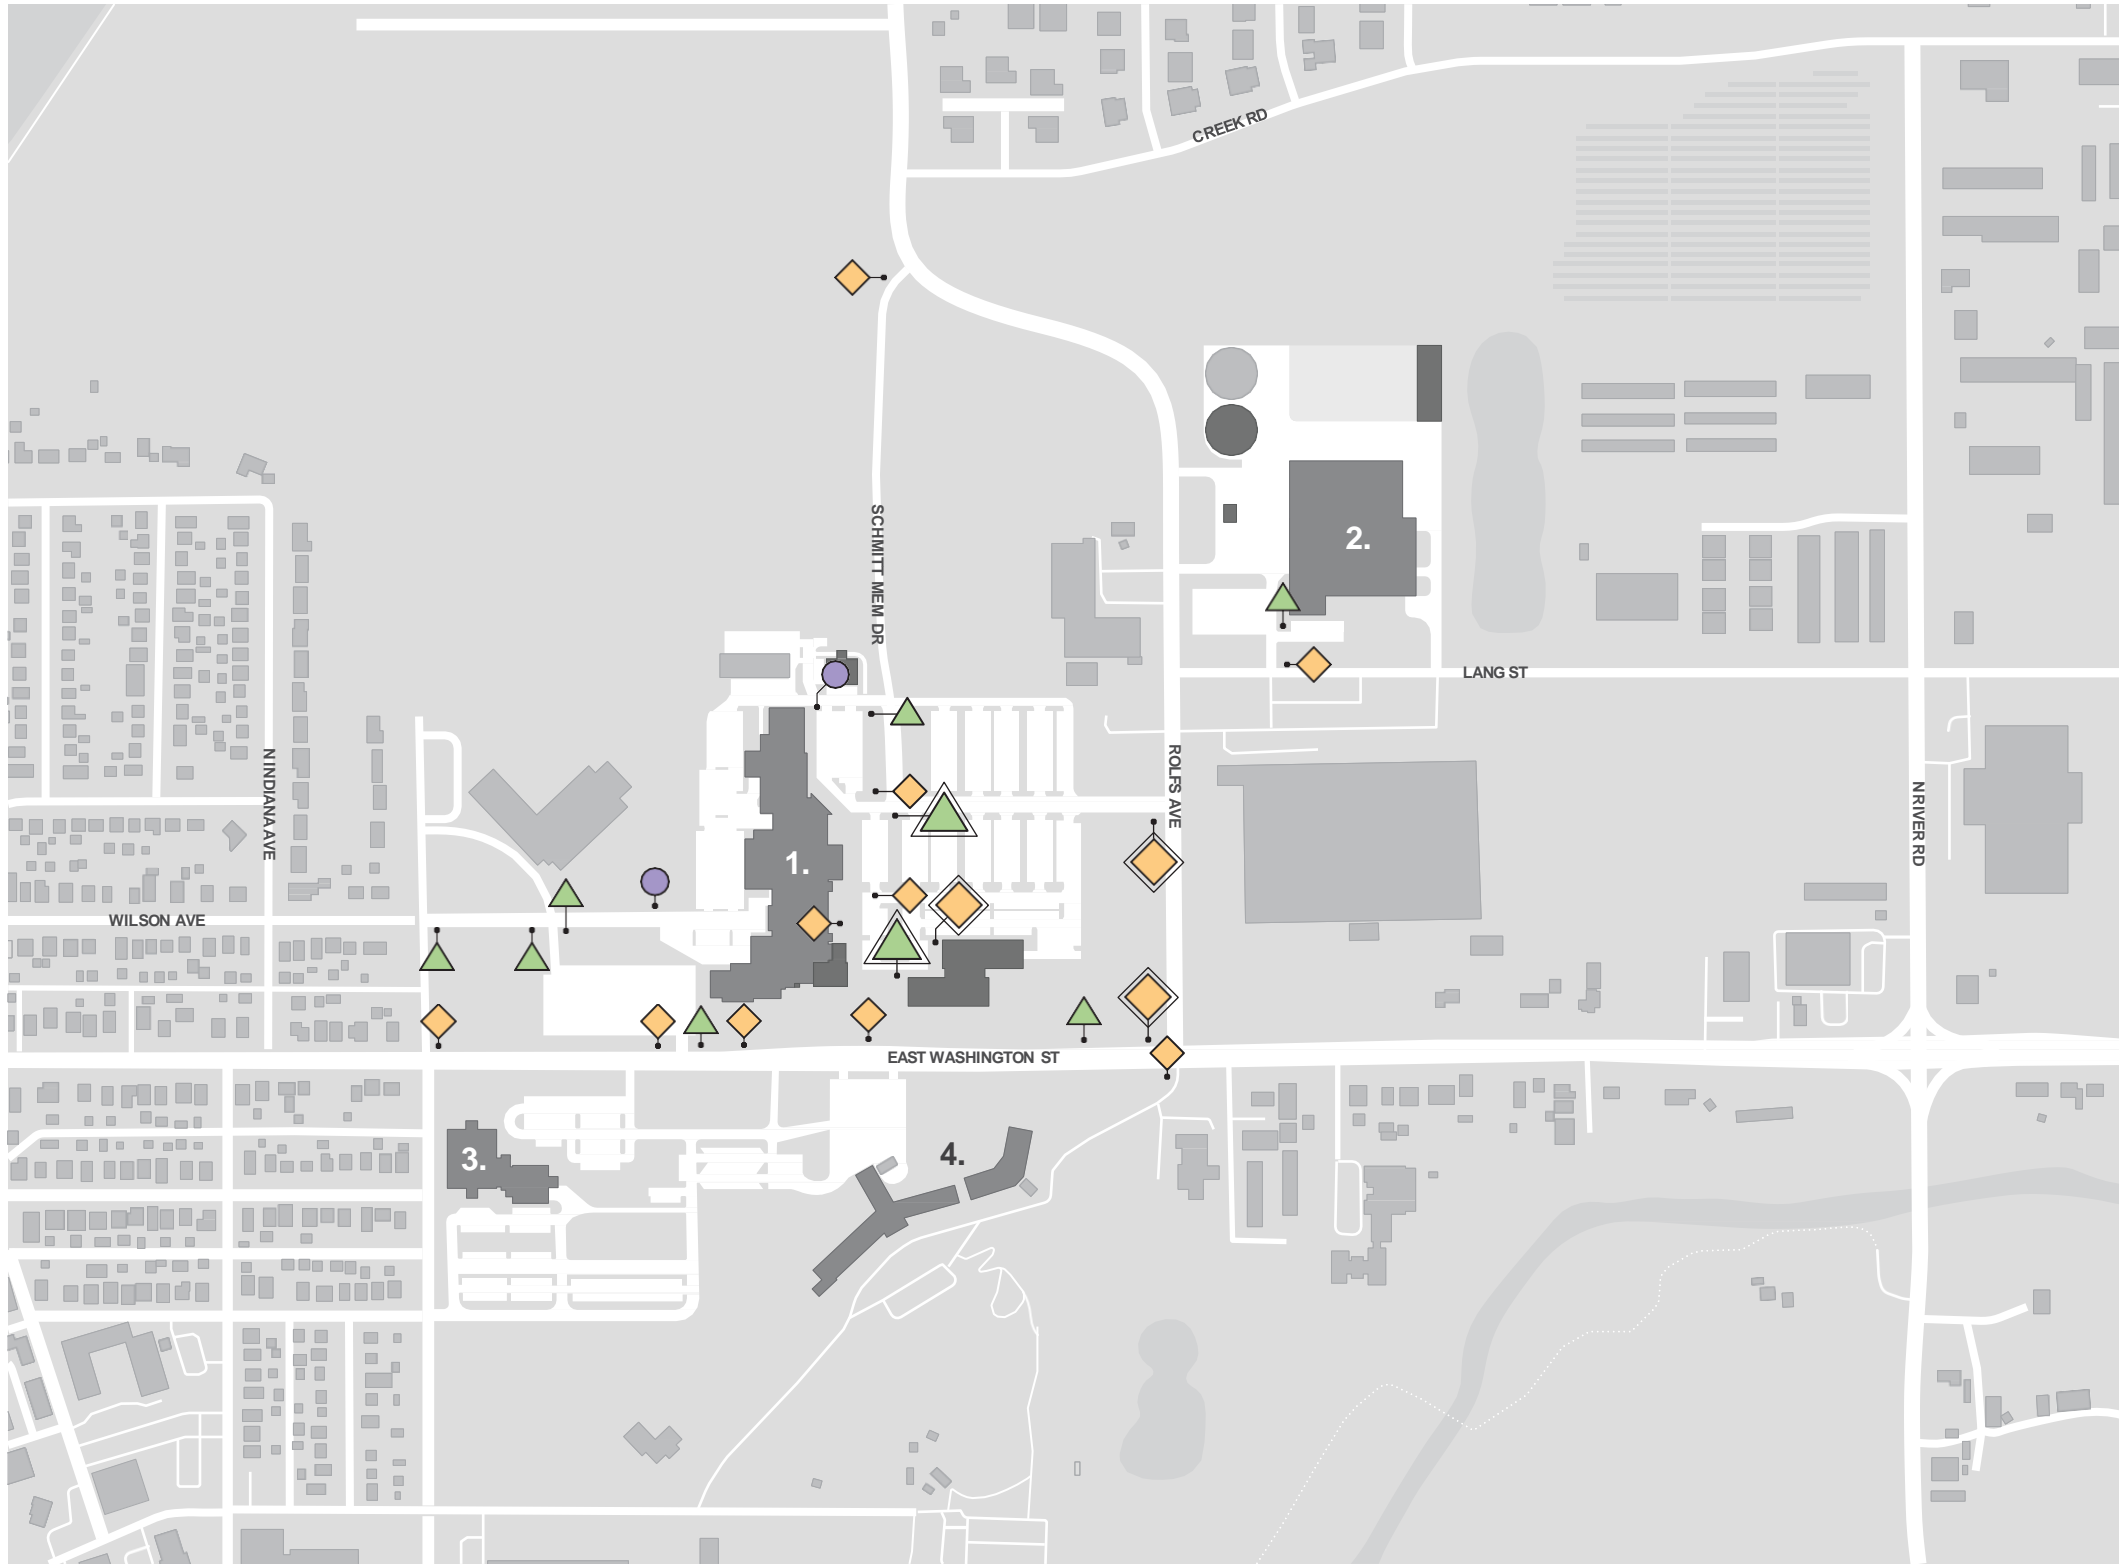 CREEK RD
SCHMITT MEM DR
2.
LANG ST
ROLFS AVE
N INDIANA AVE
N RIVER RD
1.
WILSON AVE
EAST WASHINGTON ST
3.
4.